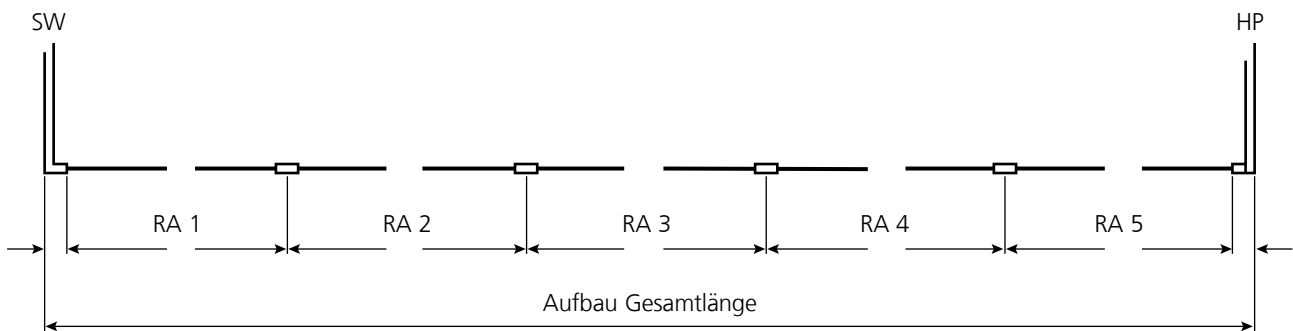 SW HP
RA 1 RA 2 RA 3 RA 4 RA 5
Aufbau Gesamtlänge